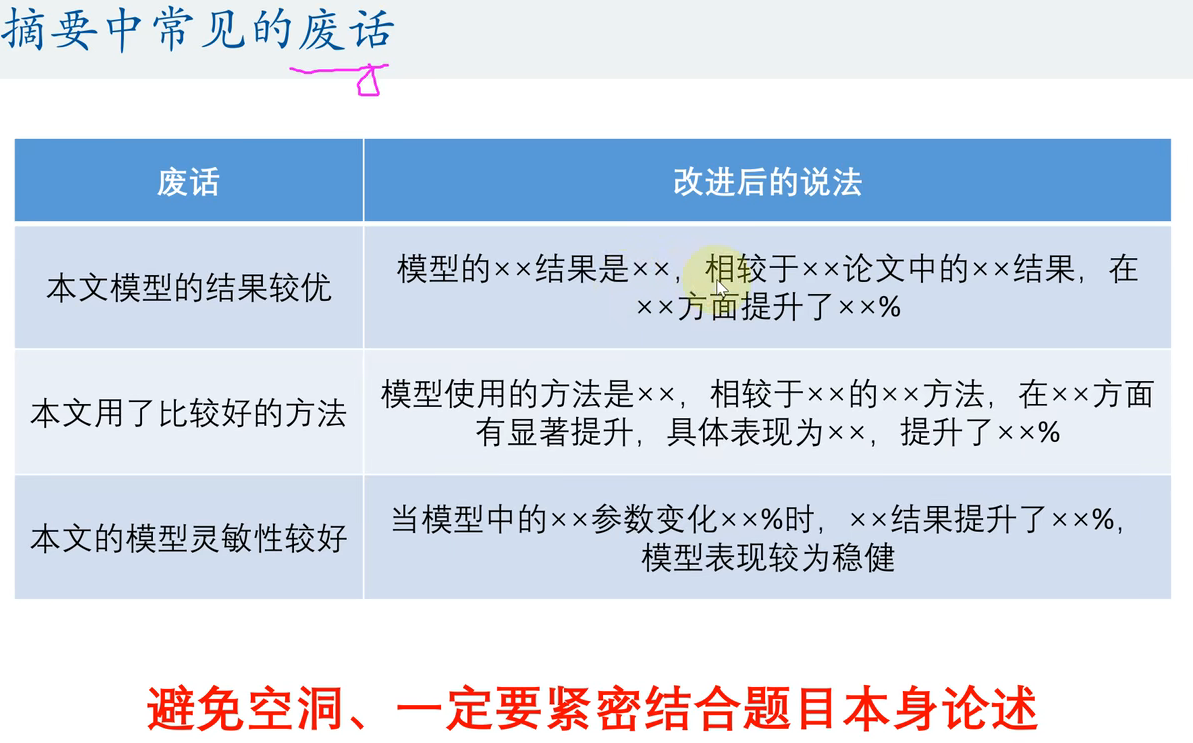 摘要中常见的废话
废话
改进后的说法
本文模型的结果较优
模型的××结果是××，相较于××论文中的××结果，在
××方面提升了××%
本文用了比较好的方法
模型使用的方法是××，相较于××的××方法，在××方面
有显著提升，具体表现为××，提升了××%
本文的模型灵敏性较好
当模型中的××参数变化××%时，××结果提升了××%，
模型表现较为稳健
避免空洞、一定要紧密结合题目本身论述